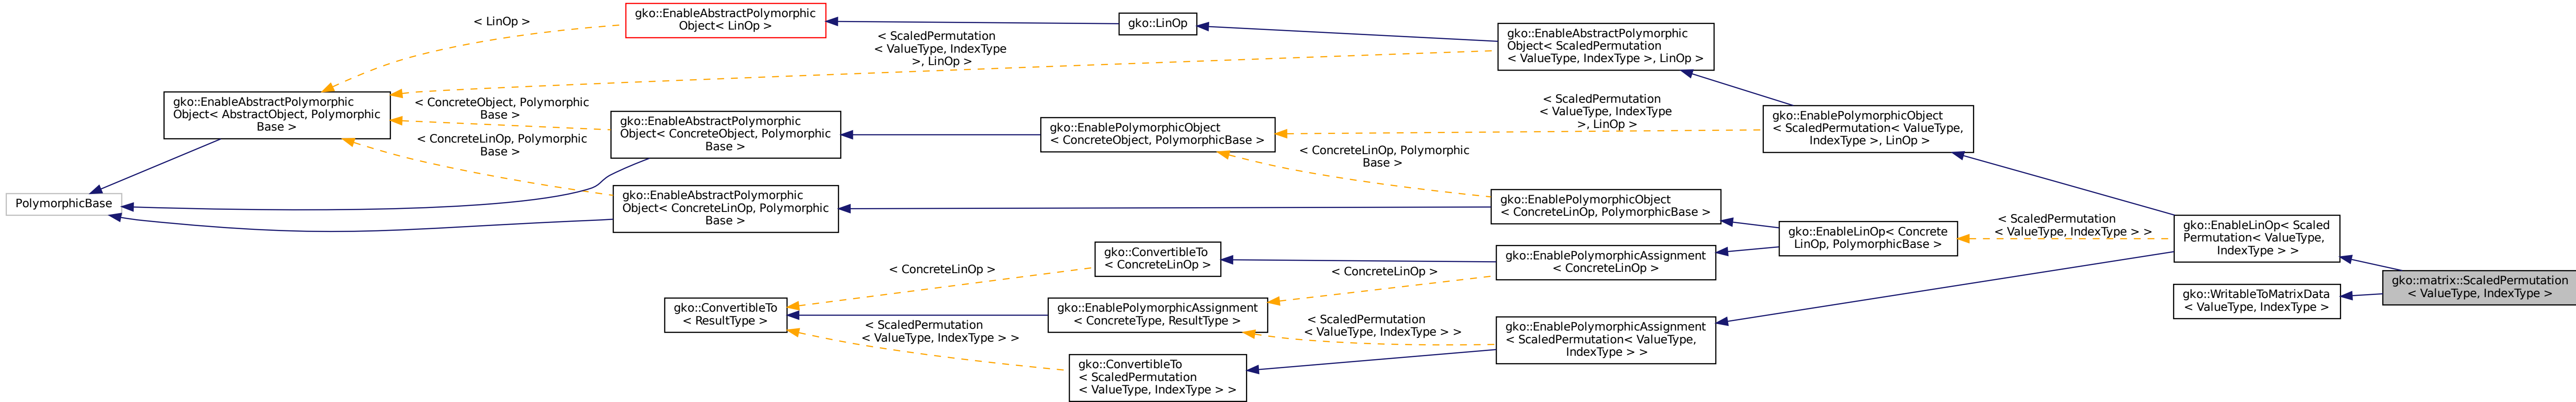 gko::EnableAbstractPolymorphic
Object< LinOp >
< LinOp >
gko::LinOp
< ScaledPermutation
< ValueType, IndexType
>, LinOp >
gko::EnableAbstractPolymorphic
Object< ScaledPermutation
< ValueType, IndexType >, LinOp >
gko::EnableAbstractPolymorphic
Object< AbstractObject, Polymorphic
Base >
< ConcreteObject, Polymorphic
Base >
< ConcreteLinOp, Polymorphic
Base >
gko::EnableAbstractPolymorphic
Object< ConcreteObject, Polymorphic
Base >
gko::EnablePolymorphicObject
< ConcreteObject, PolymorphicBase >
< ScaledPermutation
< ValueType, IndexType
>, LinOp >
gko::EnablePolymorphicObject
< ScaledPermutation< ValueType,
IndexType >, LinOp >
< ConcreteLinOp, Polymorphic
Base >
PolymorphicBase
gko::EnableAbstractPolymorphic
Object< ConcreteLinOp, Polymorphic
Base >
gko::EnablePolymorphicObject
< ConcreteLinOp, PolymorphicBase >
gko::EnableLinOp< Concrete
LinOp, PolymorphicBase >
< ScaledPermutation
< ValueType, IndexType > >
gko::EnableLinOp< Scaled
Permutation< ValueType,
IndexType > >
gko::ConvertibleTo
< ConcreteLinOp >
< ConcreteLinOp >
gko::EnablePolymorphicAssignment
< ConcreteLinOp >
< ConcreteLinOp >
gko::matrix::ScaledPermutation
< ValueType, IndexType >
gko::WritableToMatrixData
< ValueType, IndexType >
gko::ConvertibleTo
< ResultType >
gko::EnablePolymorphicAssignment
< ConcreteType, ResultType >
< ScaledPermutation
< ValueType, IndexType > >
< ScaledPermutation
< ValueType, IndexType > >
gko::EnablePolymorphicAssignment
< ScaledPermutation< ValueType,
IndexType > >
gko::ConvertibleTo
< ScaledPermutation
< ValueType, IndexType > >